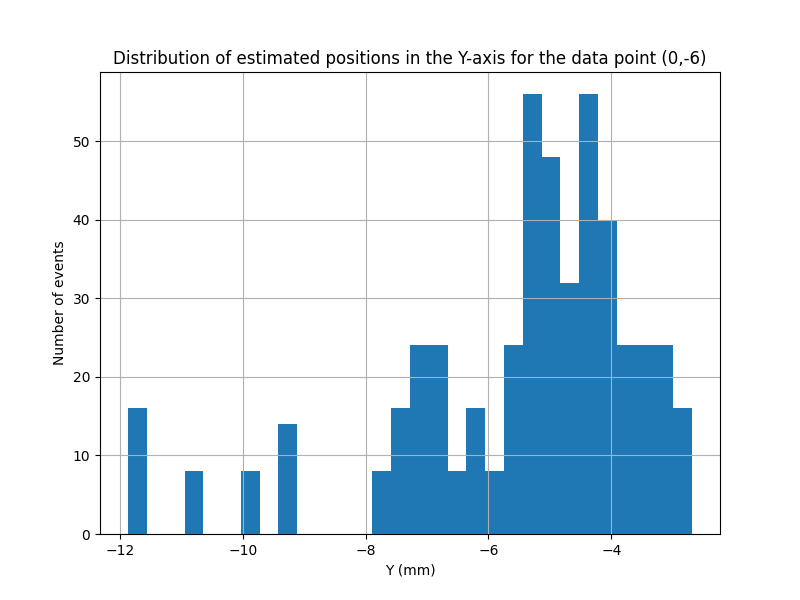 Distribution of estimated positions in the Y-axis for the data point (0,-6)
50
40
30
20
10
0
Number of events
−12 −10 −8 −6 −4
Y (mm)